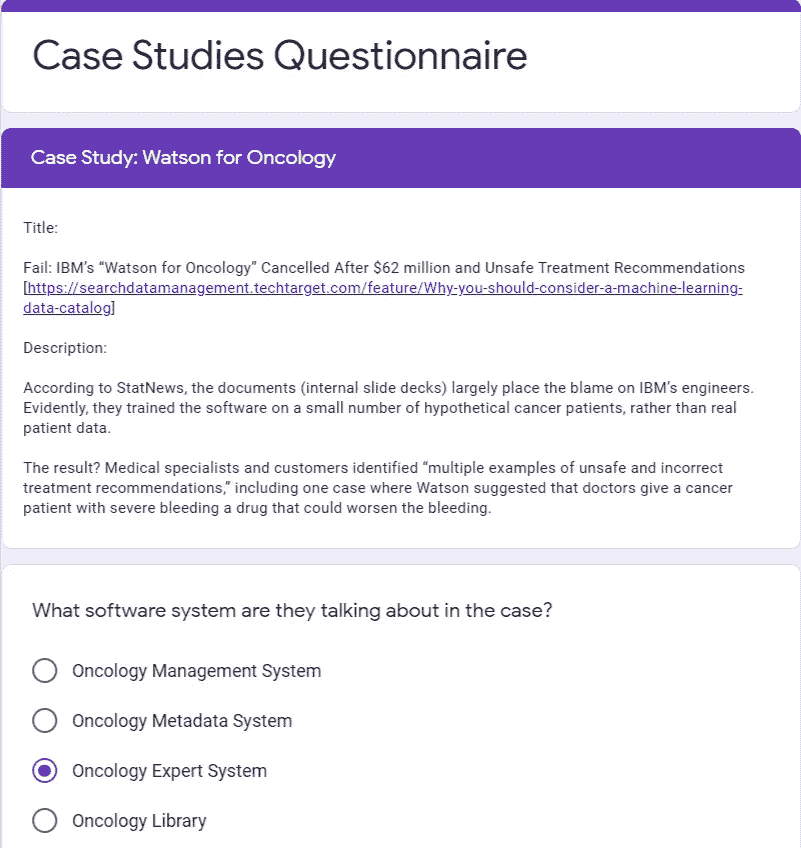 Case Studies Questionnaire
Case Study: Watson for Oncology
Title:
Fail: IBM’s “Watson for Oncology” Cancelled After $62 million and Unsafe Treatment Recommendations
[https://searchdatamanagement.techtarget.com/feature/Why-you-should-consider-a-machine-learning-
data-catalog]
Description:
According to StatNews, the documents (internal slide decks) largely place the blame on IBM’s engineers.
Evidently, they trained the software on a small number of hypothetical cancer patients, rather than real
patient data.
The result? Medical specialists and customers identified “multiple examples of unsafe and incorrect
treatment recommendations,” including one case where Watson suggested that doctors give a cancer
patient with severe bleeding a drug that could worsen the bleeding.
What software system are they talking about in the case?
Oncology Management System
Oncology Metadata System
Oncology Expert System
Oncology Library